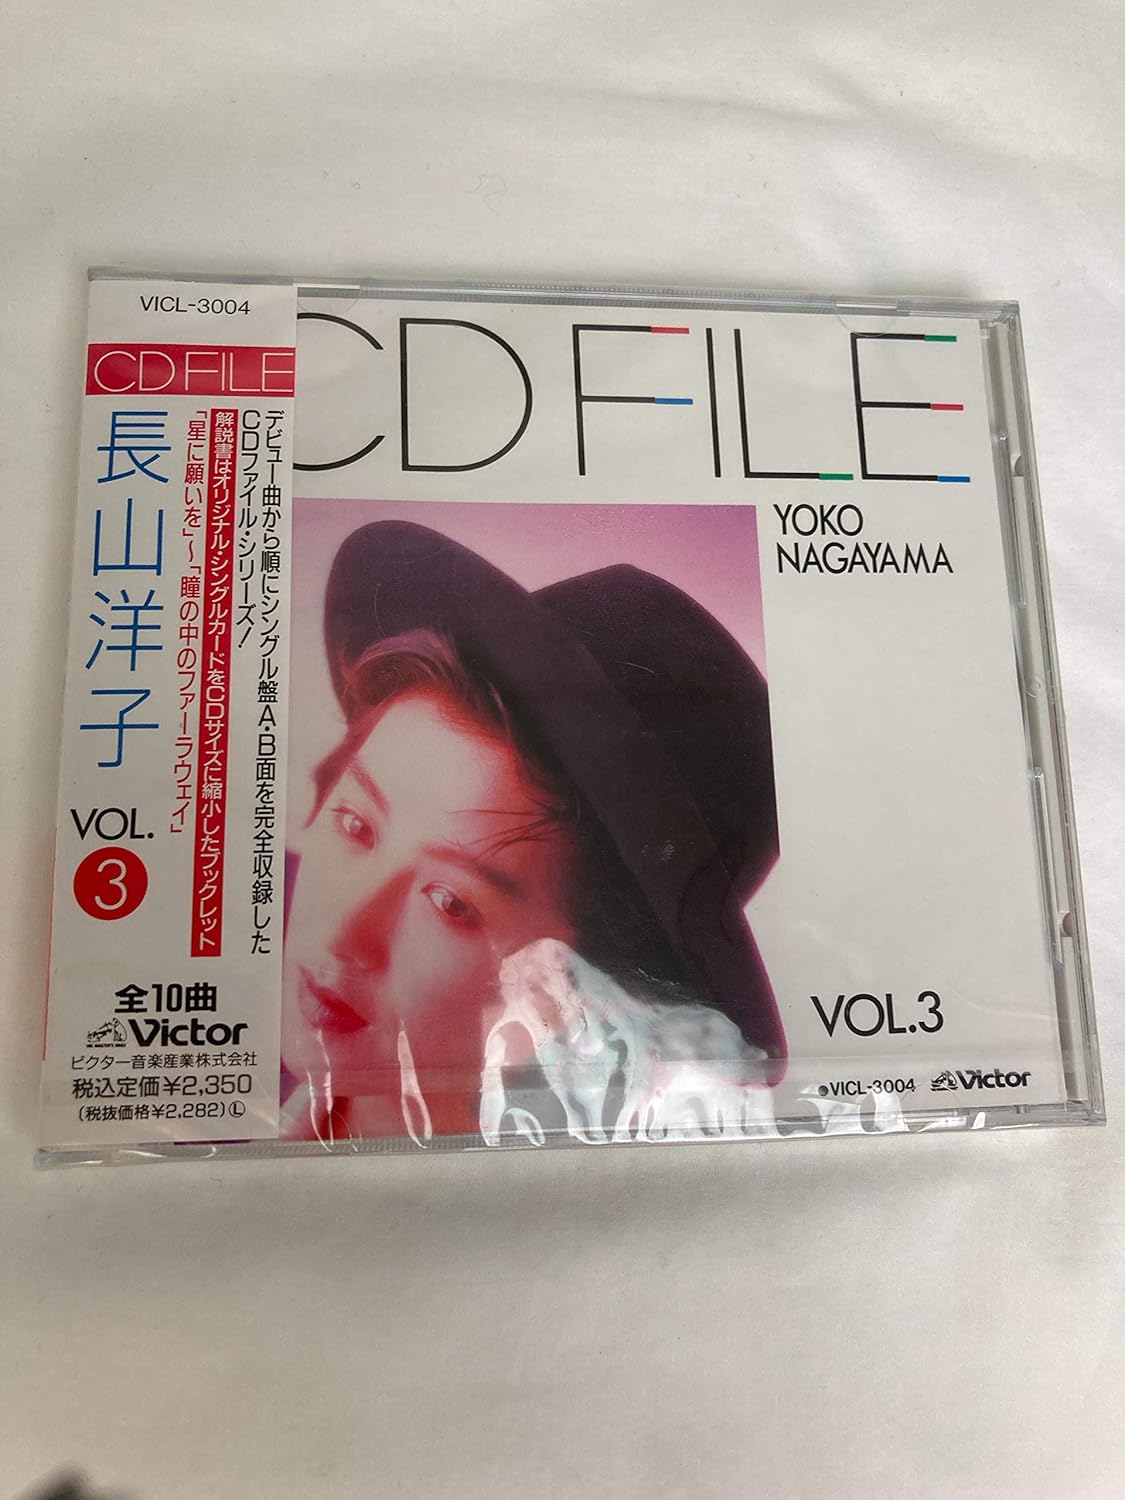 VICL-3004
CD FILE
長山洋子
VOL.
3
デビュー曲から順にシングル盤A・B面を完全収録した
CDファイル・シリーズ!
解説書はオリジナル・シングルカードをCDサイズに縮小したブックレット
「星に願いを」〜「瞳の中のファーラウェイ」
全10曲
Victor
ビクター音楽産業株式会社
税込定価¥2,350
(税抜価格¥2,282)Ⓛ
CD FILE
YOKO
NAGAYAMA
VOL.3
●VICL-3004 Victor